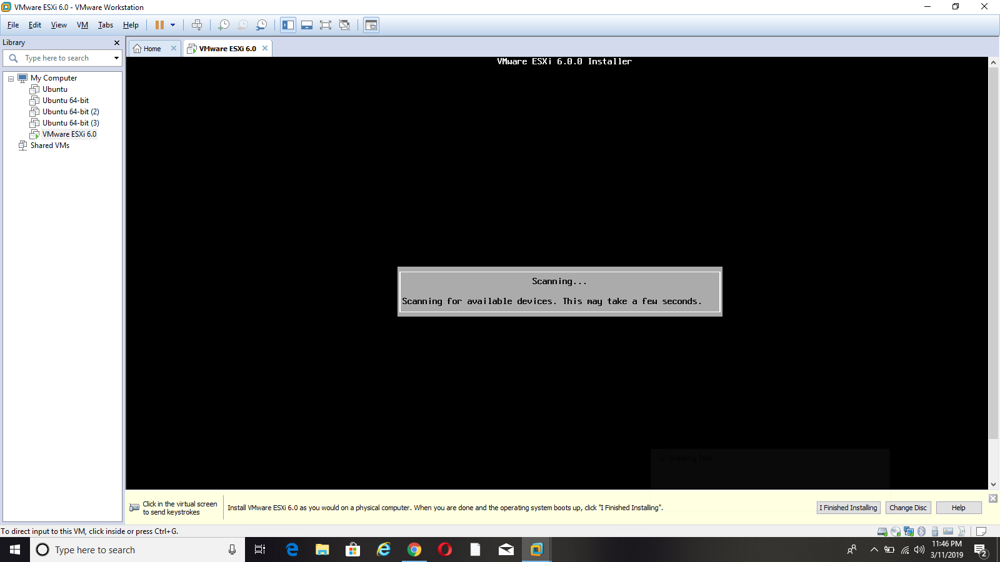 VMware ESXi 6.0 - VMware Workstation
File Edit View VM Tabs Help
Library
Type here to search
My Computer
Ubuntu
Ubuntu 64-bit
Ubuntu 64-bit (2)
Ubuntu 64-bit (3)
VMware ESXi 6.0
Shared VMs
Home
VMware ESXi 6.0
VMware ESXi 6.0.0 Installer
Scanning...
Scanning for available devices. This may take a few seconds.
Snipping Tool
Click in the virtual screen
to send keystrokes
Install VMware ESXi 6.0 as you would on a physical computer. When you are done and the operating system boots up, click "I Finished Installing".
I Finished Installing
Change Disc
Help
To direct input to this VM, click inside or press Ctrl+G.
Type here to search
11:46 PM
3/11/2019
2